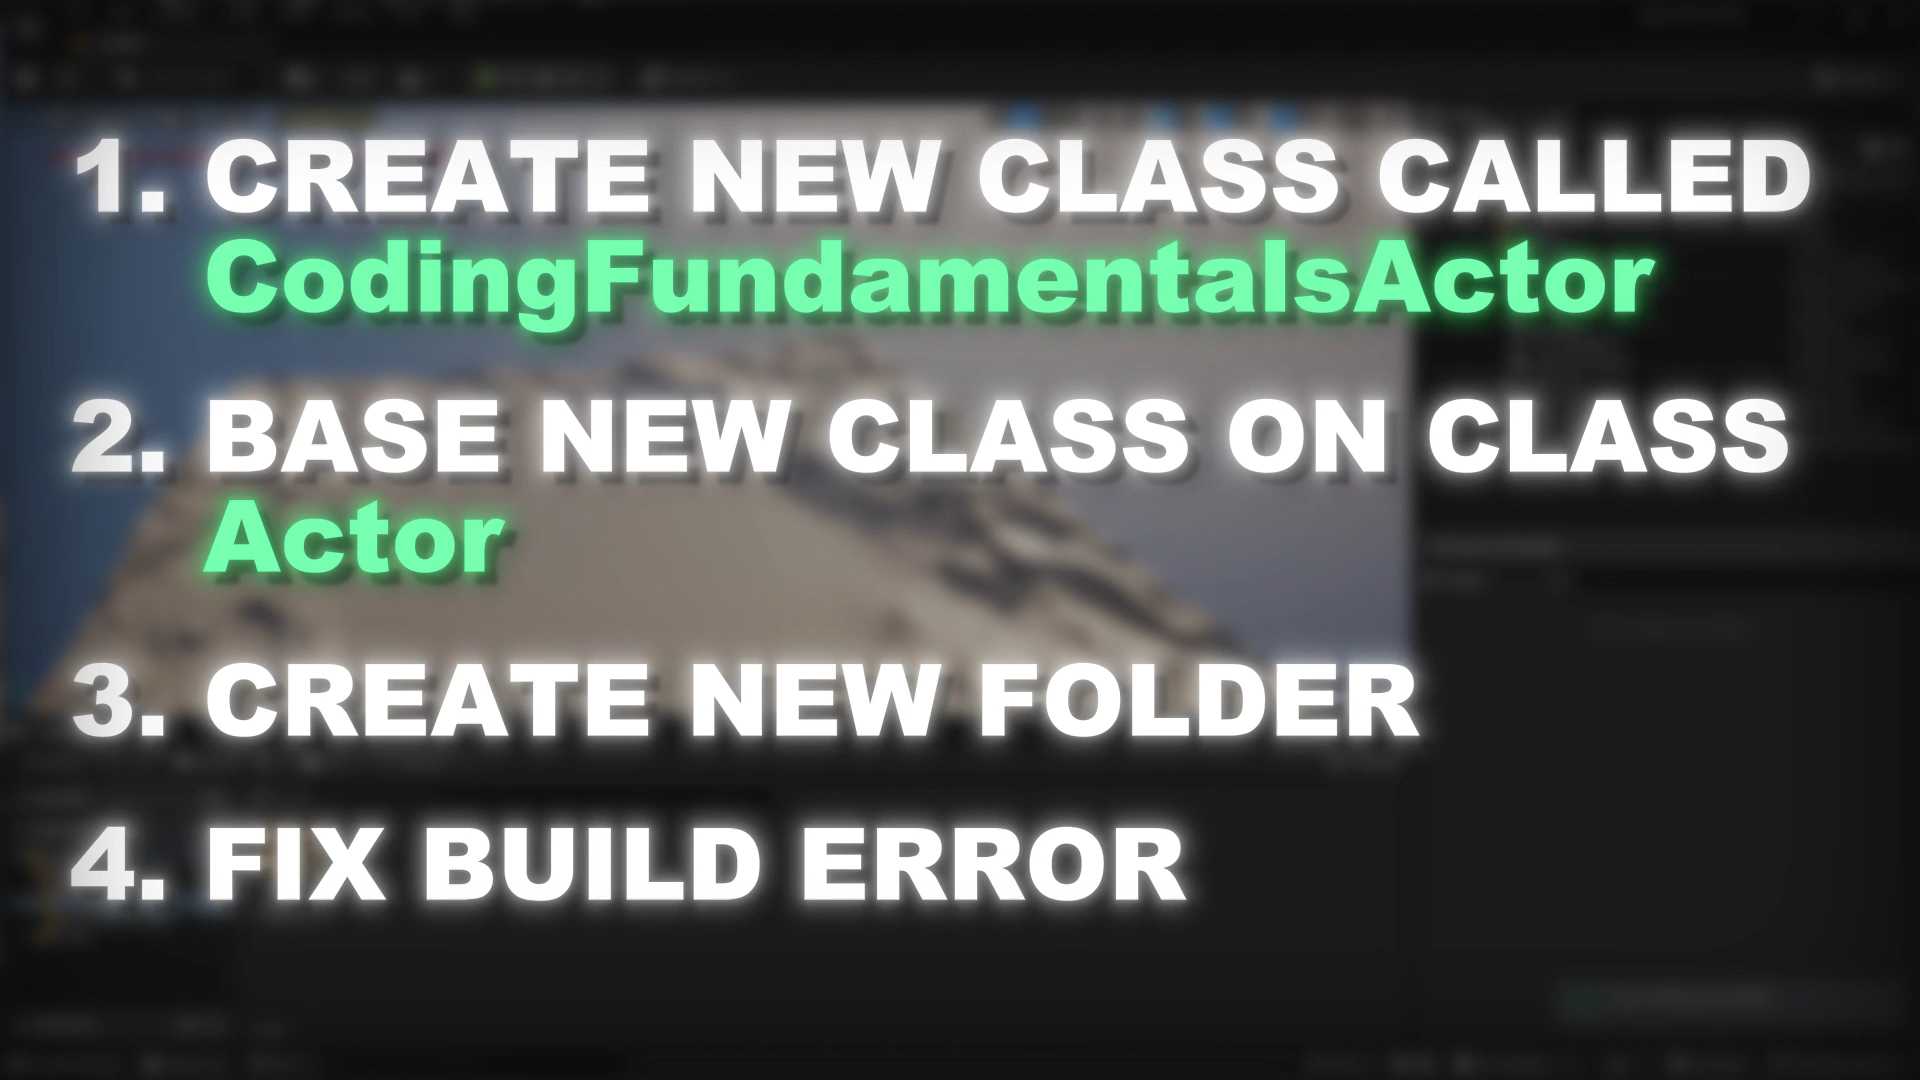 1. CREATE NEW CLASS CALLED
CodingFundamentalsActor
2. BASE NEW CLASS ON CLASS
Actor
3. CREATE NEW FOLDER
4. FIX BUILD ERROR